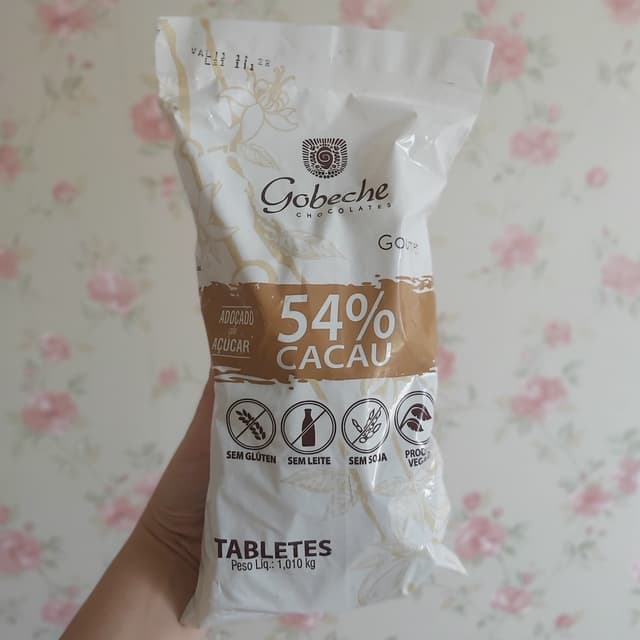 Gobeche
CHOCOLATES
ADOÇADO
AÇÚCAR
54%
CACAU
SEM GLÚTEN
SEM LEITE
SEM SOJA
TABLETES
Peso Líq.: 1,010 kg